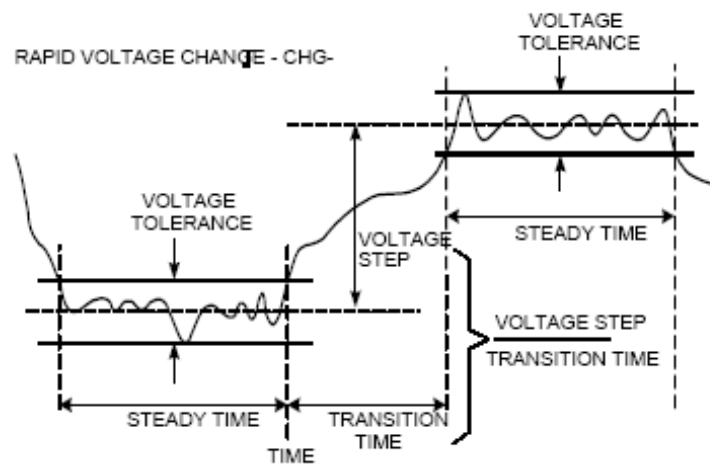 RAPID VOLTAGE CHANGE - CHG-
VOLTAGE
TOLERANCE
VOLTAGE
TOLERANCE
VOLTAGE
STEP
STEADY TIME
VOLTAGE STEP
TRANSITION TIME
STEADY TIME
TRANSITION
TIME
TIME